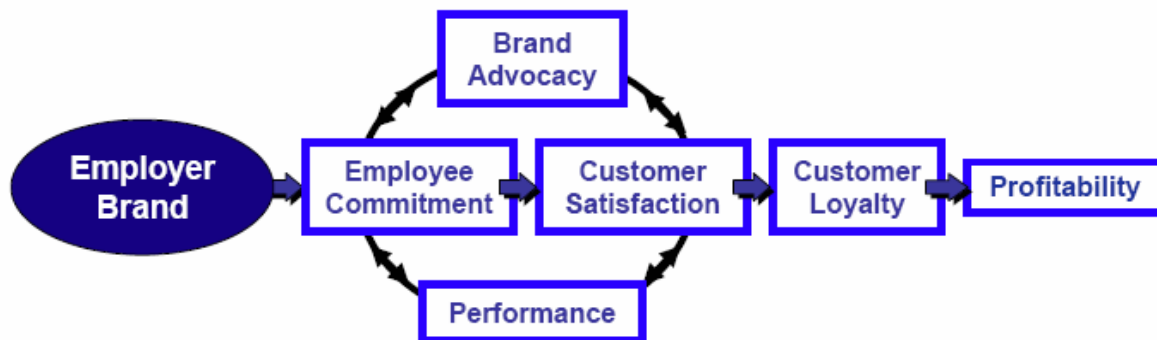 Brand
Advocacy
Employer
Brand
Employee
Commitment
Customer
Satisfaction
Customer
Loyalty
Profitability
Performance